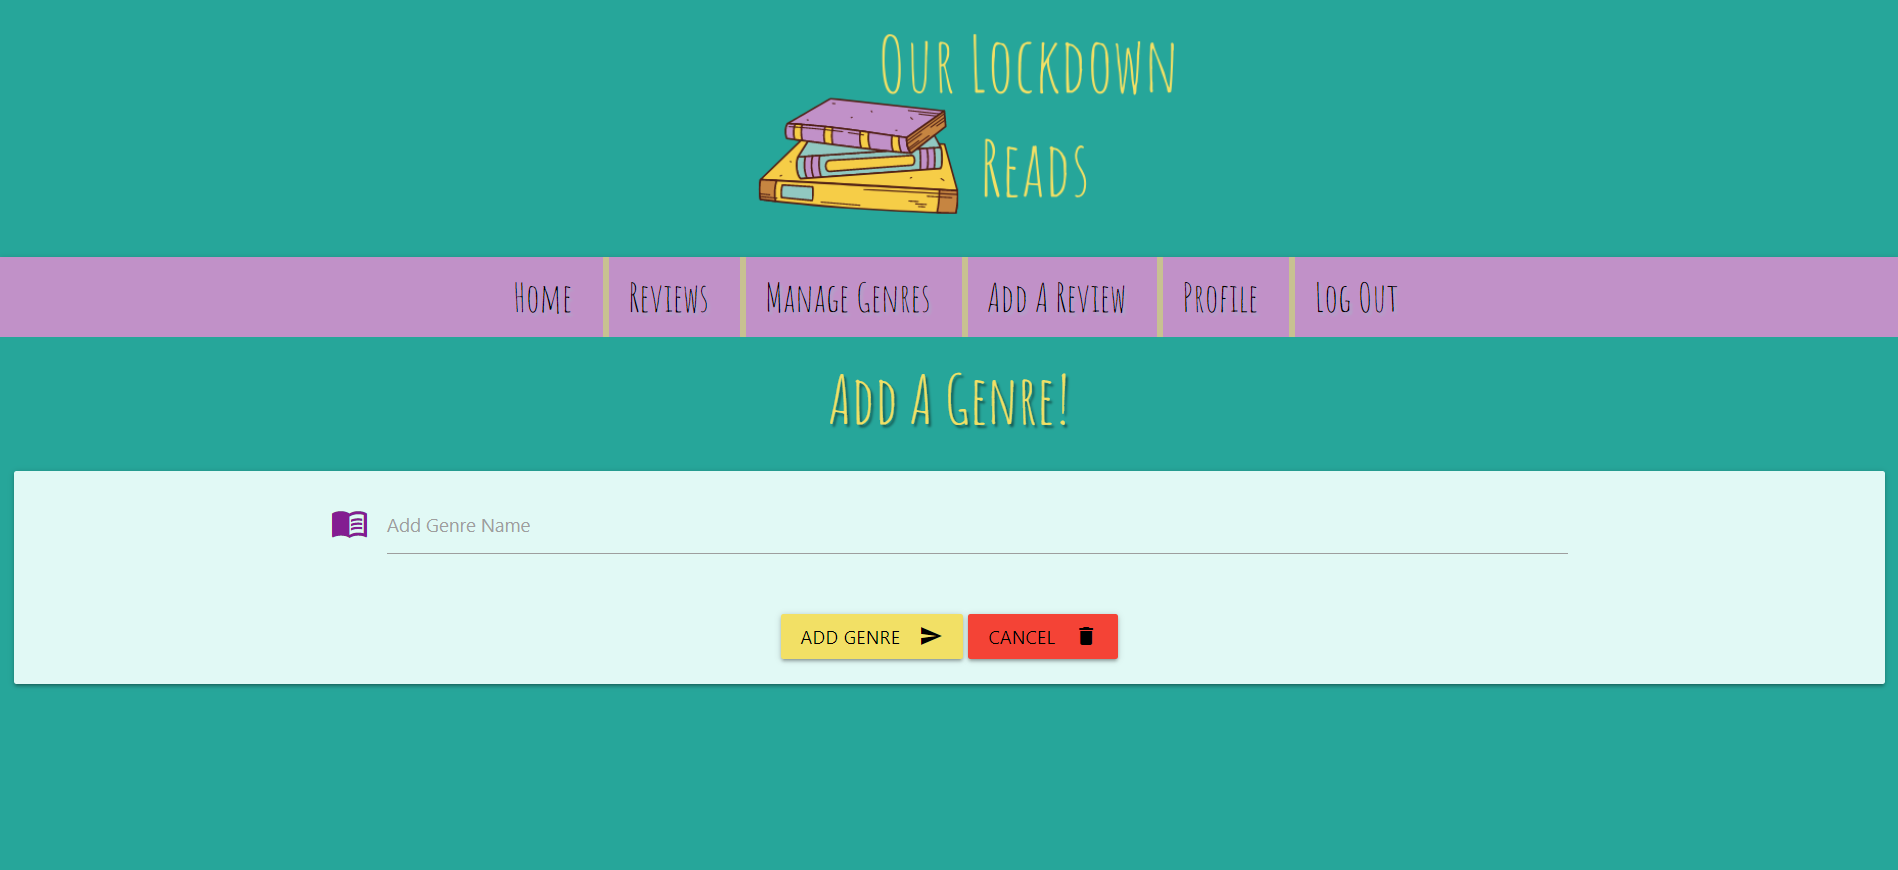 Our Lockdown
Reads
Home Reviews Manage Genres Add A Review Profile Log Out
Add A Genre!
Add Genre Name
ADD GENRE CANCEL